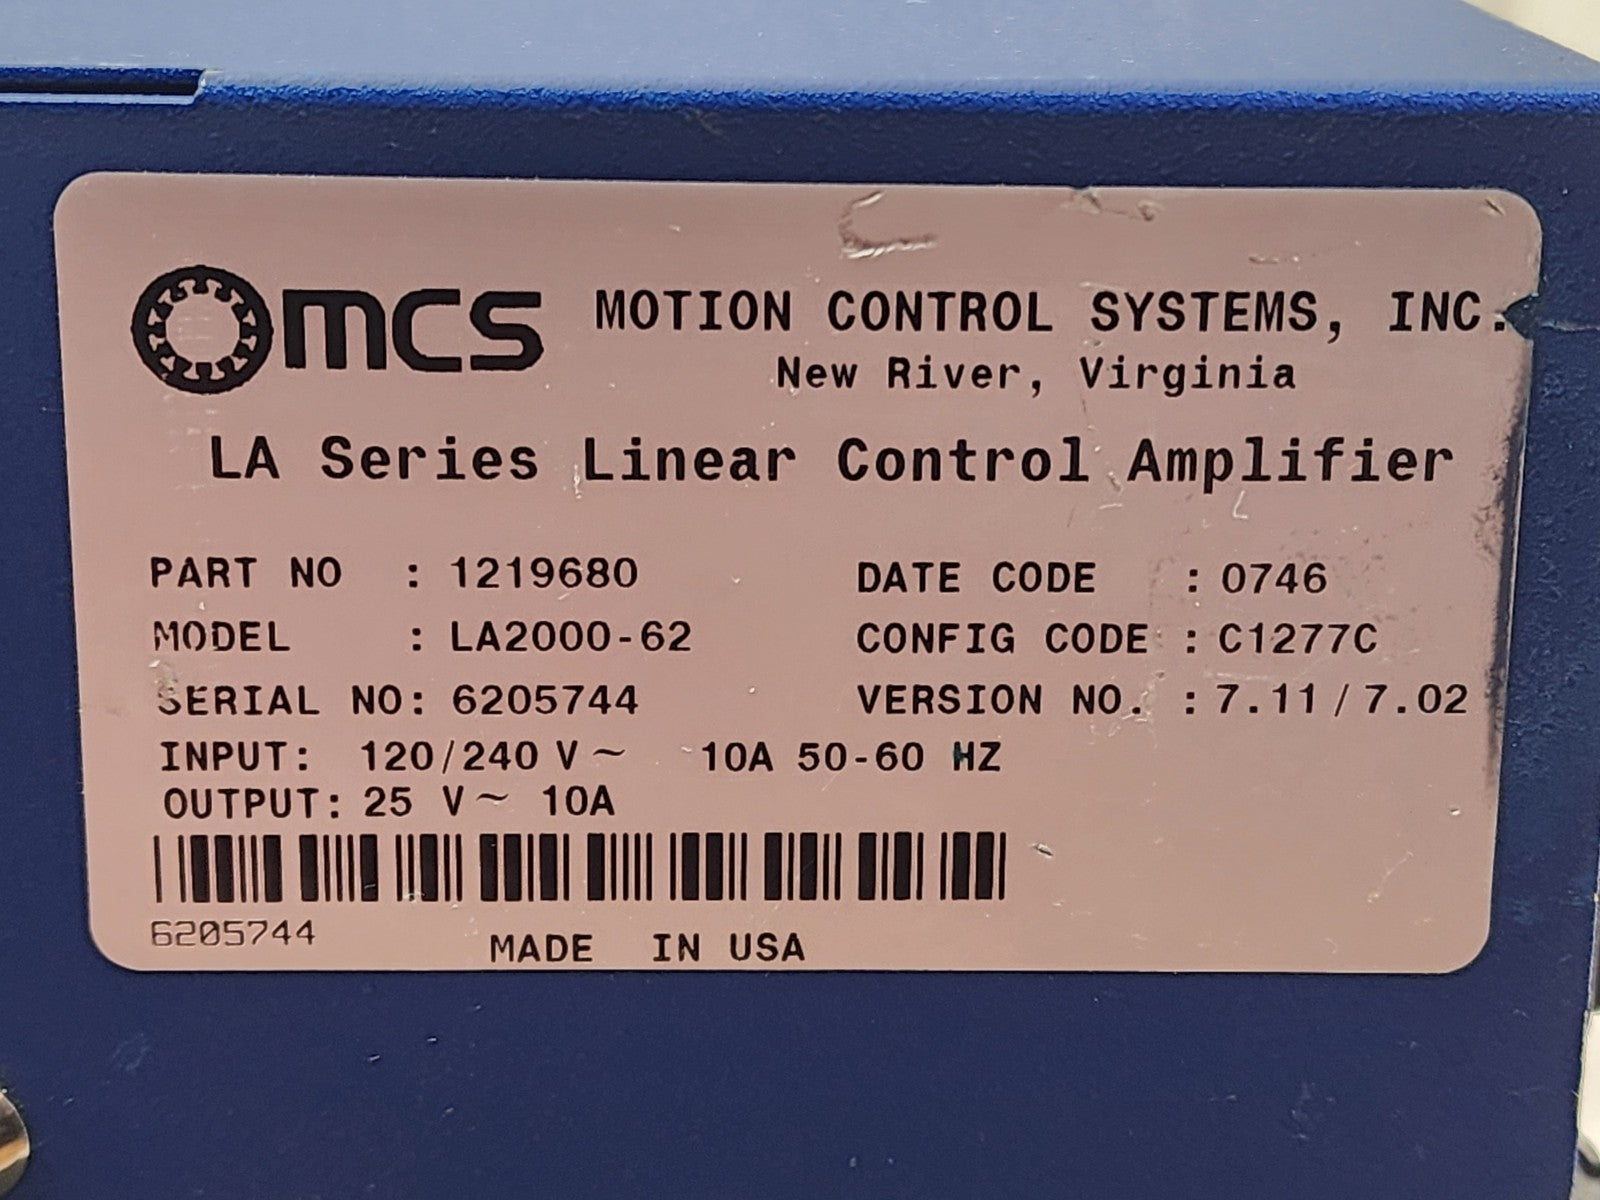 MCS MOTION CONTROL SYSTEMS, INC.
New River, Virginia
LA Series Linear Control Amplifier
PART NO : 1219680 DATE CODE : 0746
MODEL : LA2000-62 CONFIG CODE : C1277C
SERIAL NO: 6205744 VERSION NO. : 7.11/7.02
INPUT: 120/240 V~ 10A 50-60 HZ
OUTPUT: 25 V~ 10A
6205744
MADE IN USA